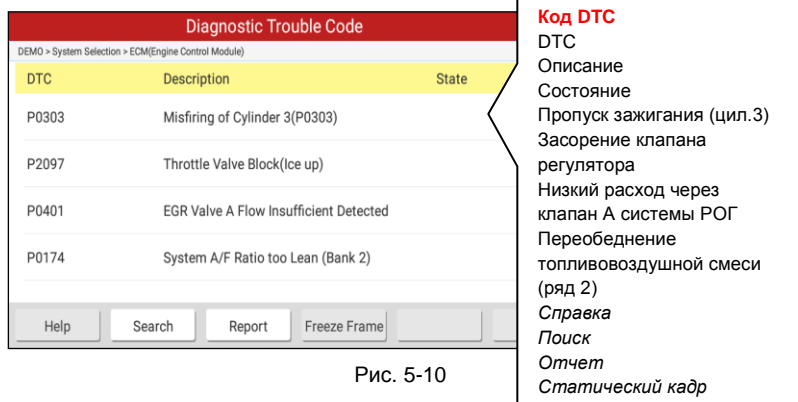 Diagnostic Trouble Code
DEMO > System Selection > ECM(Engine Control Module)
DTC Description State
P0303 Misfiring of Cylinder 3(P0303)
P2097 Throttle Valve Block(Ice up)
P0401 EGR Valve A Flow Insufficient Detected
P0174 System A/F Ratio too Lean (Bank 2)
Help Search Report Freeze Frame
Рис. 5-10
Код DTC
DTC
Описание
Состояние
Пропуск зажигания (цил.3)
Засорение клапана
регулятора
Низкий расход через
клапан А системы РОГ
Переобеднение
топливовоздушной смеси
(ряд 2)
Справка
Поиск
Отчет
Статический кадр